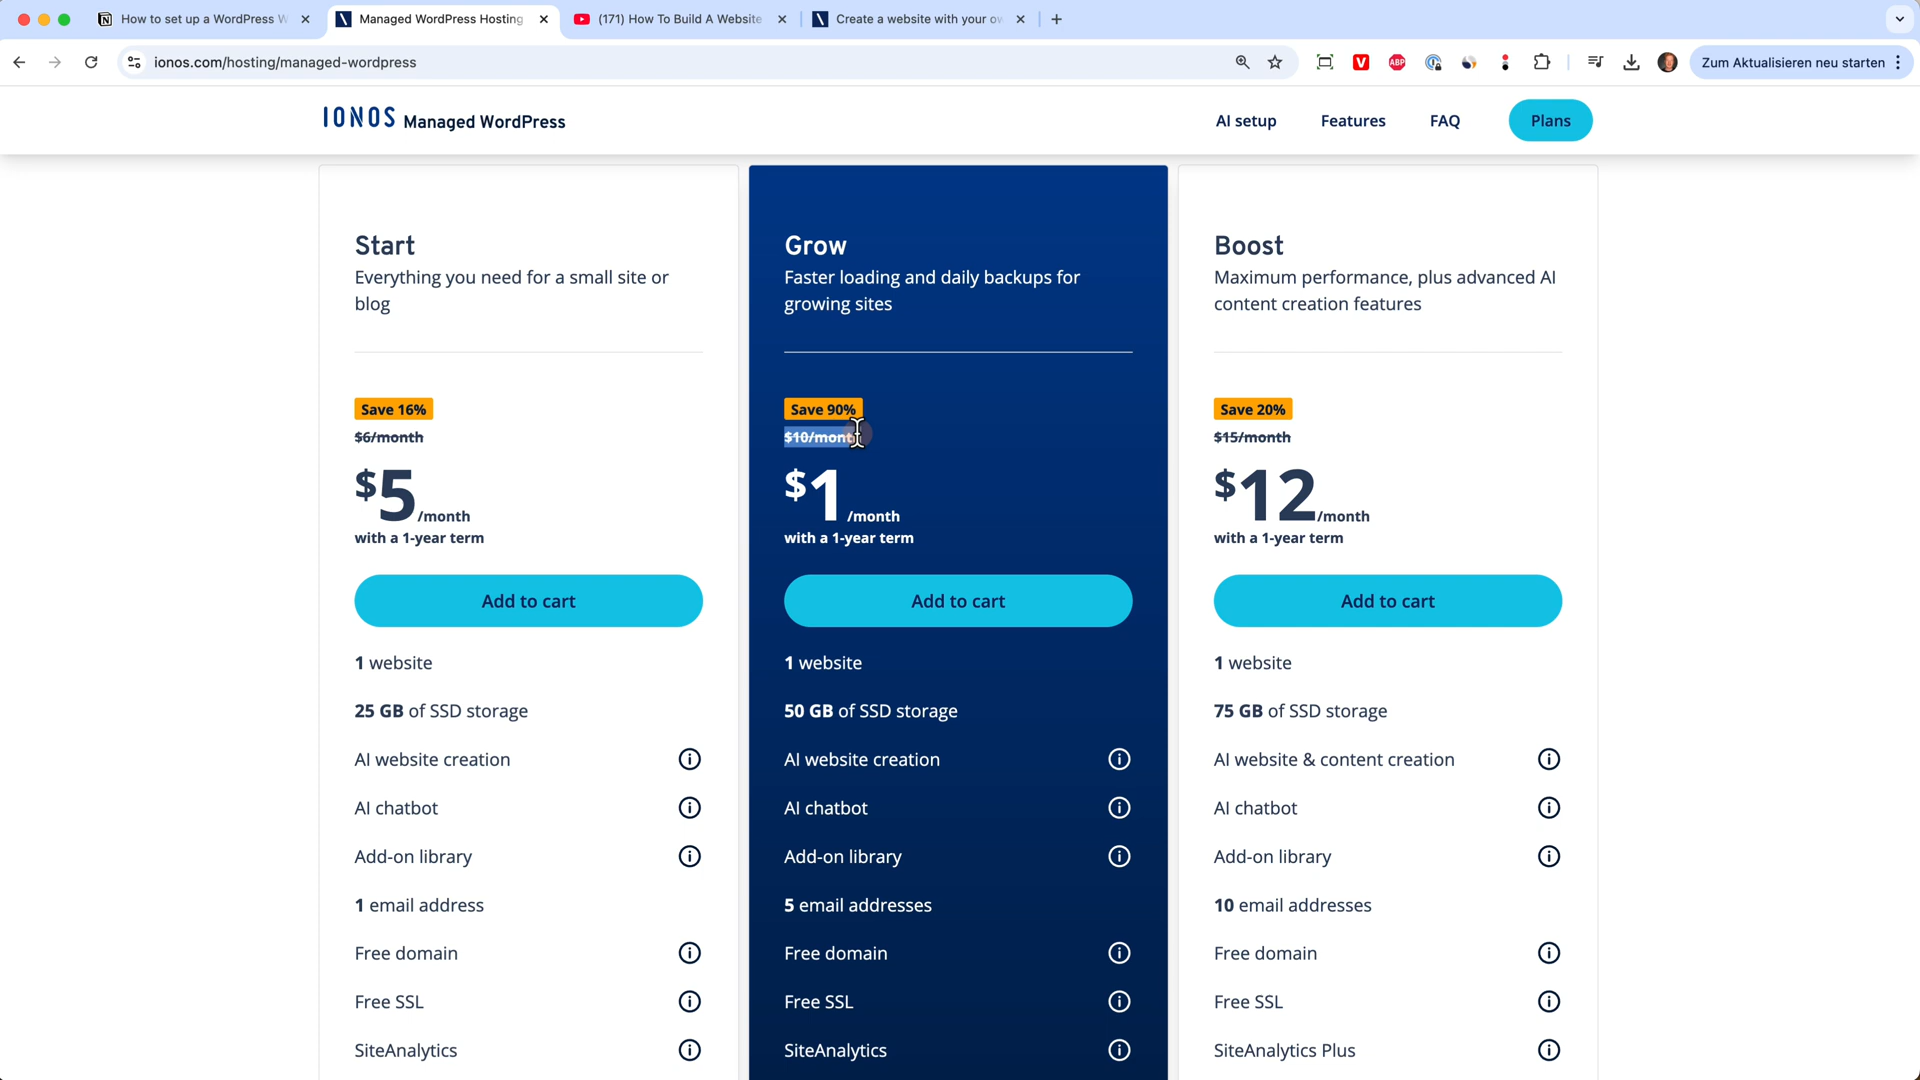 How to set up a WordPress W
Managed WordPress Hosting
(171) How To Build A Website
Create a website with your ow
ionos.com/hosting/managed-wordpress
ABP
Zum Aktualisieren neu starten
IONOS Managed WordPress
AI setup
Features
FAQ
Plans
Start
Everything you need for a small site or
blog
Save 16%
$6/month
$5/month
with a 1-year term
Add to cart
1 website
25 GB of SSD storage
AI website creation
AI chatbot
Add-on library
1 email address
Free domain
Free SSL
SiteAnalytics
Grow
Faster loading and daily backups for
growing sites
Save 90%
$10/month
$1/month
with a 1-year term
Add to cart
1 website
50 GB of SSD storage
AI website creation
AI chatbot
Add-on library
5 email addresses
Free domain
Free SSL
SiteAnalytics
Boost
Maximum performance, plus advanced AI
content creation features
Save 20%
$15/month
$12/month
with a 1-year term
Add to cart
1 website
75 GB of SSD storage
AI website & content creation
AI chatbot
Add-on library
10 email addresses
Free domain
Free SSL
SiteAnalytics Plus